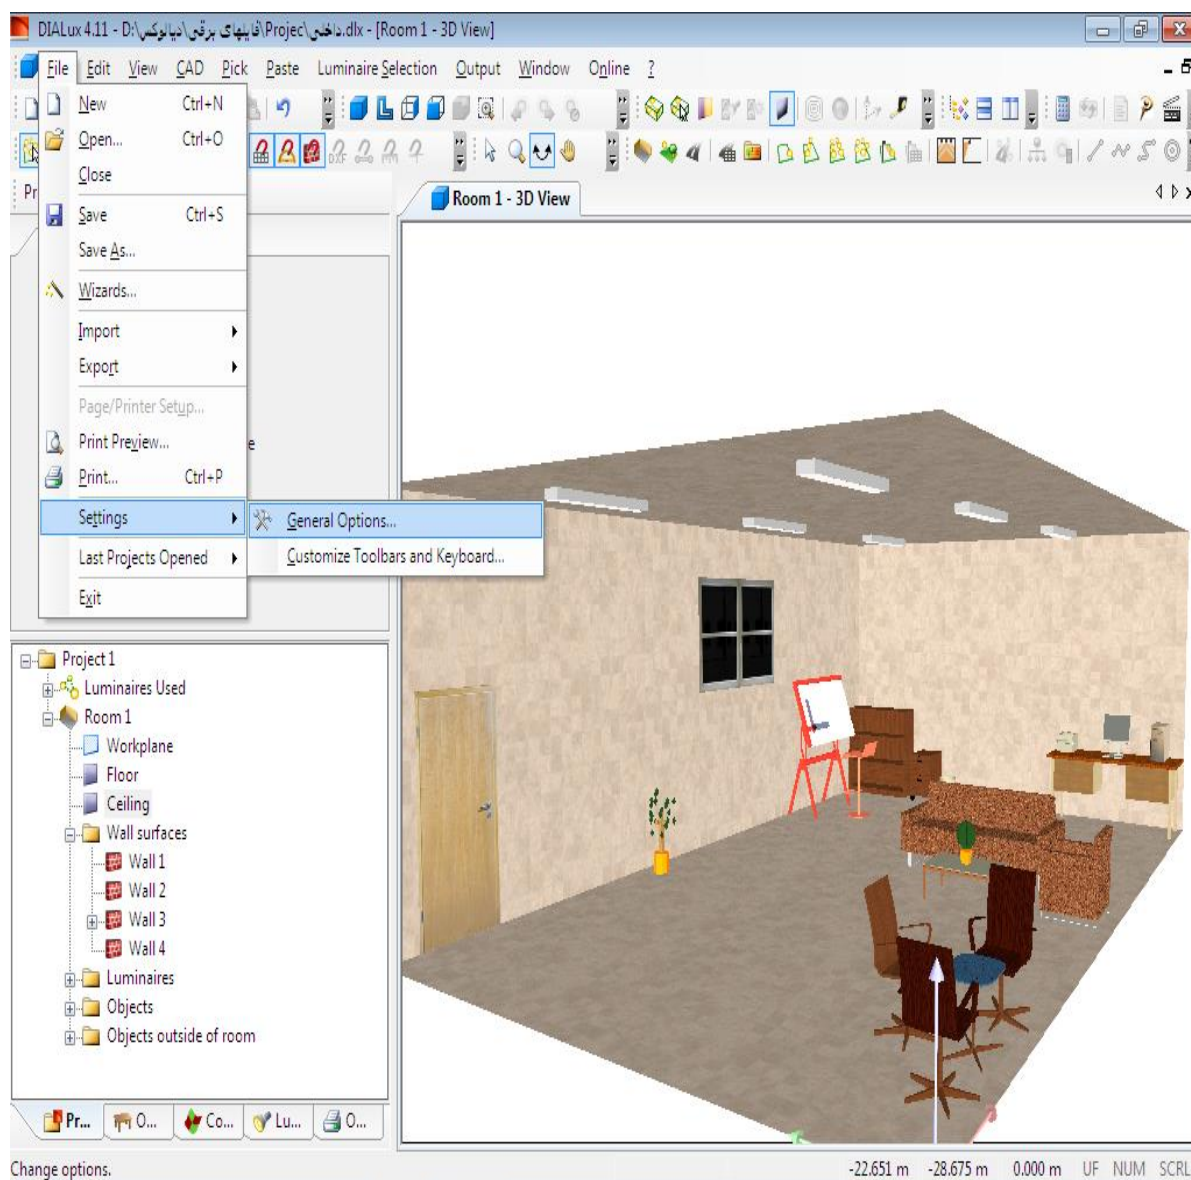 DIALux 4.11 - D:\فایلهای برقی\دیالوکس\Projec\داخلی.dlx - [Room 1 - 3D View]
File Edit View CAD Pick Paste Luminaire Selection Output Window Online ?
New Ctrl+N
Open... Ctrl+O
Close
Pr
Room 1 - 3D View
Save Ctrl+S
Save As...
Wizards...
Import
Export
Page/Printer Setup...
Print Preview...
e
Print... Ctrl+P
Settings
General Options...
Customize Toolbars and Keyboard...
Last Projects Opened
Exit
Project 1
Luminaires Used
Room 1
Workplane
Floor
Ceiling
Wall surfaces
Wall 1
Wall 2
Wall 3
Wall 4
Luminaires
Objects
Objects outside of room
Pr... O... Co... Lu... O...
Change options. -22.651 m -28.675 m 0.000 m UF NUM SCRL